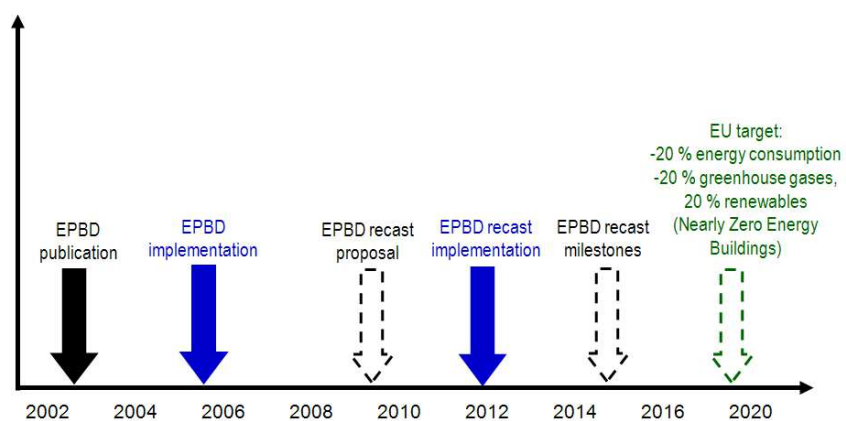 EU target:
-20 % energy consumption
-20 % greenhouse gases,
20 % renewables
(Nearly Zero Energy
Buildings)
EPBD
publication
EPBD
implementation
EPBD recast
proposal
EPBD recast
implementation
EPBD recast
milestones
2002 2004 2006 2008 2010 2012 2014 2016 2020